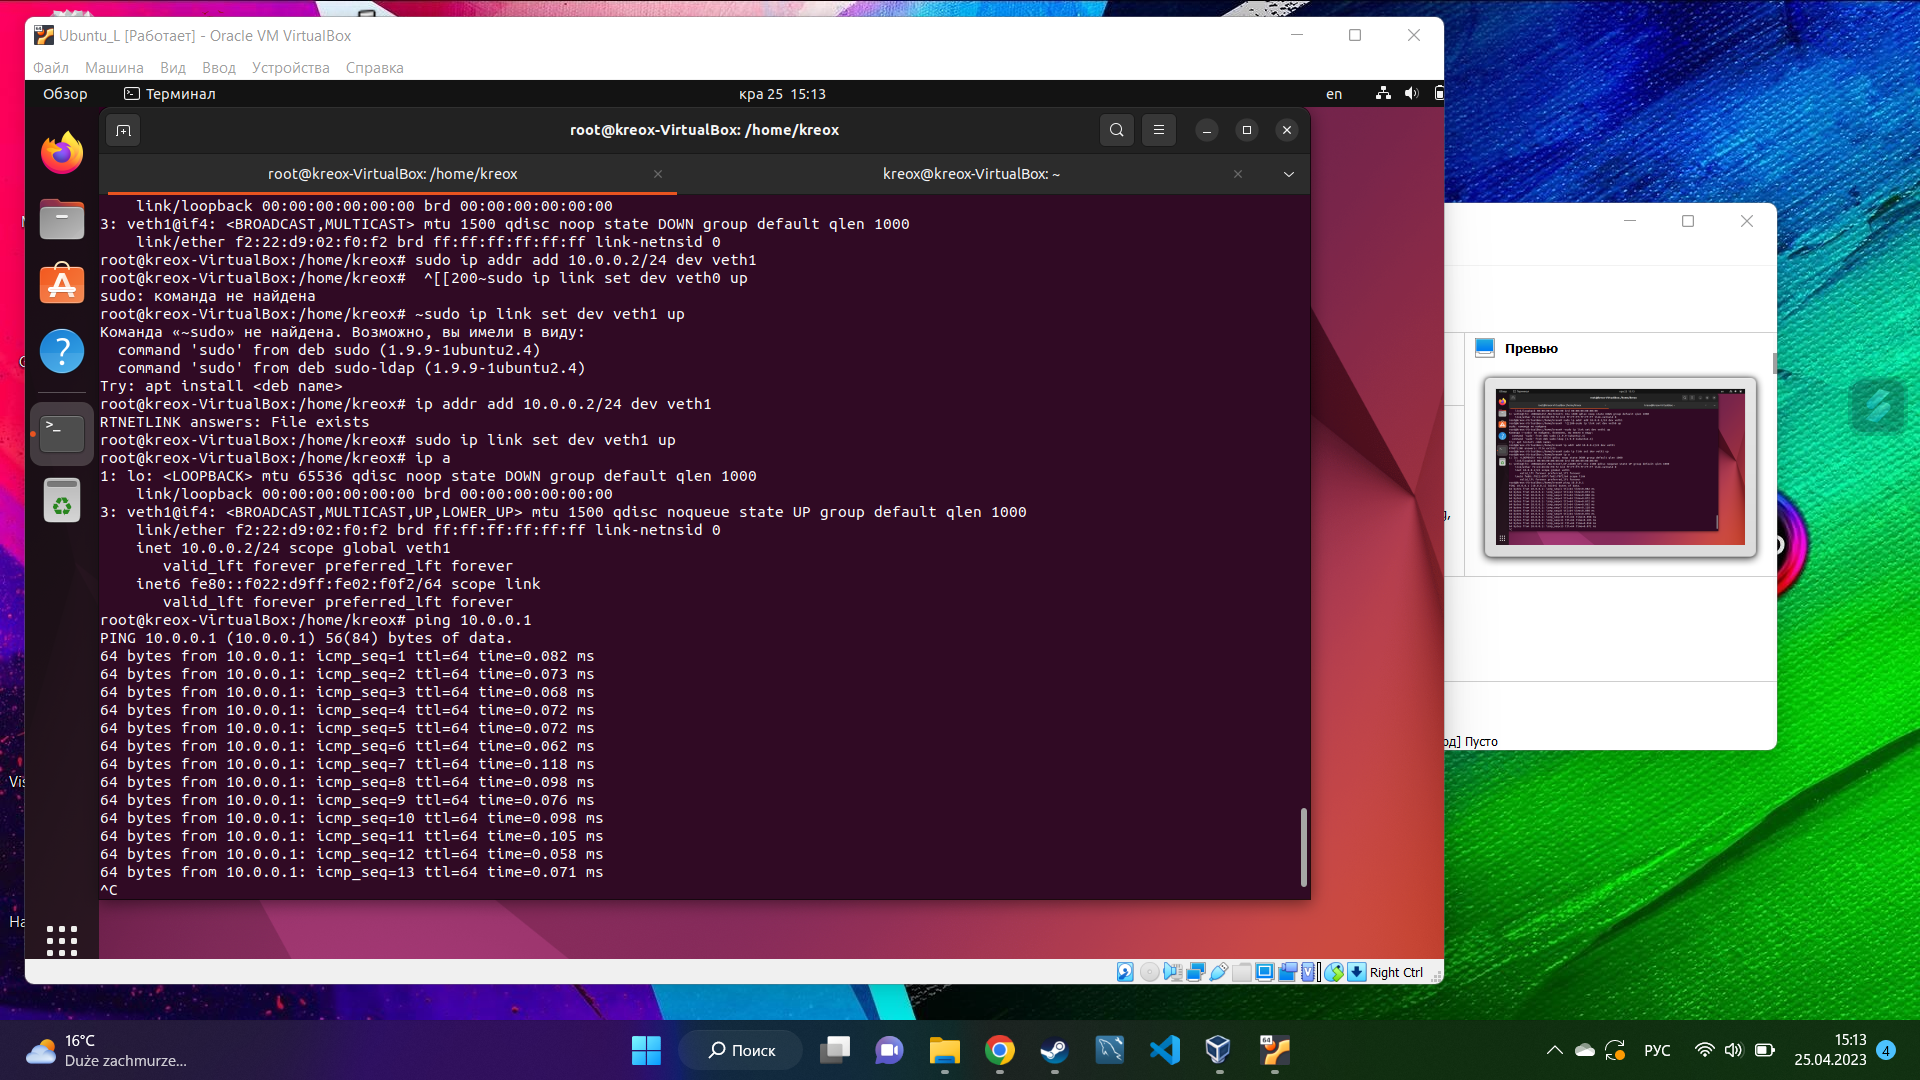 Ubuntu_L [Работает] - Oracle VM VirtualBox
Файл Машина Вид Ввод Устройства Справка
Обзор Терминал кра 25 15:13 en
root@kreox-VirtualBox: /home/kreox
root@kreox-VirtualBox: /home/kreox kreox@kreox-VirtualBox: ~
link/loopback 00:00:00:00:00:00 brd 00:00:00:00:00:00
3: veth1@if4: <BROADCAST,MULTICAST> mtu 1500 qdisc noop state DOWN group default qlen 1000
link/ether f2:22:d9:02:f0:f2 brd ff:ff:ff:ff:ff:ff link-netnsid 0
root@kreox-VirtualBox:/home/kreox# sudo ip addr add 10.0.0.2/24 dev veth1
root@kreox-VirtualBox:/home/kreox#  ^[[200~sudo ip link set dev veth0 up
sudo: команда не найдена
root@kreox-VirtualBox:/home/kreox# ~sudo ip link set dev veth1 up
Команда «~sudo» не найдена. Возможно, вы имели в виду:
command 'sudo' from deb sudo (1.9.9-1ubuntu2.4)
command 'sudo' from deb sudo-ldap (1.9.9-1ubuntu2.4)
Try: apt install <deb name>
root@kreox-VirtualBox:/home/kreox# ip addr add 10.0.0.2/24 dev veth1
RTNETLINK answers: File exists
root@kreox-VirtualBox:/home/kreox# sudo ip link set dev veth1 up
root@kreox-VirtualBox:/home/kreox# ip a
1: lo: <LOOPBACK> mtu 65536 qdisc noop state DOWN group default qlen 1000
link/loopback 00:00:00:00:00:00 brd 00:00:00:00:00:00
3: veth1@if4: <BROADCAST,MULTICAST,UP,LOWER_UP> mtu 1500 qdisc noqueue state UP group default qlen 1000
link/ether f2:22:d9:02:f0:f2 brd ff:ff:ff:ff:ff:ff link-netnsid 0
inet 10.0.0.2/24 scope global veth1
valid_lft forever preferred_lft forever
inet6 fe80::f022:d9ff:fe02:f0f2/64 scope link
valid_lft forever preferred_lft forever
root@kreox-VirtualBox:/home/kreox# ping 10.0.0.1
PING 10.0.0.1 (10.0.0.1) 56(84) bytes of data.
64 bytes from 10.0.0.1: icmp_seq=1 ttl=64 time=0.082 ms
64 bytes from 10.0.0.1: icmp_seq=2 ttl=64 time=0.073 ms
64 bytes from 10.0.0.1: icmp_seq=3 ttl=64 time=0.068 ms
64 bytes from 10.0.0.1: icmp_seq=4 ttl=64 time=0.072 ms
64 bytes from 10.0.0.1: icmp_seq=5 ttl=64 time=0.072 ms
64 bytes from 10.0.0.1: icmp_seq=6 ttl=64 time=0.062 ms
64 bytes from 10.0.0.1: icmp_seq=7 ttl=64 time=0.118 ms
64 bytes from 10.0.0.1: icmp_seq=8 ttl=64 time=0.098 ms
64 bytes from 10.0.0.1: icmp_seq=9 ttl=64 time=0.076 ms
64 bytes from 10.0.0.1: icmp_seq=10 ttl=64 time=0.098 ms
64 bytes from 10.0.0.1: icmp_seq=11 ttl=64 time=0.105 ms
64 bytes from 10.0.0.1: icmp_seq=12 ttl=64 time=0.058 ms
64 bytes from 10.0.0.1: icmp_seq=13 ttl=64 time=0.071 ms
^C
Right Ctrl
Превью
од] Пусто
16°C
Duże zachmurze...
Поиск
РУС
15:13
25.04.2023
4